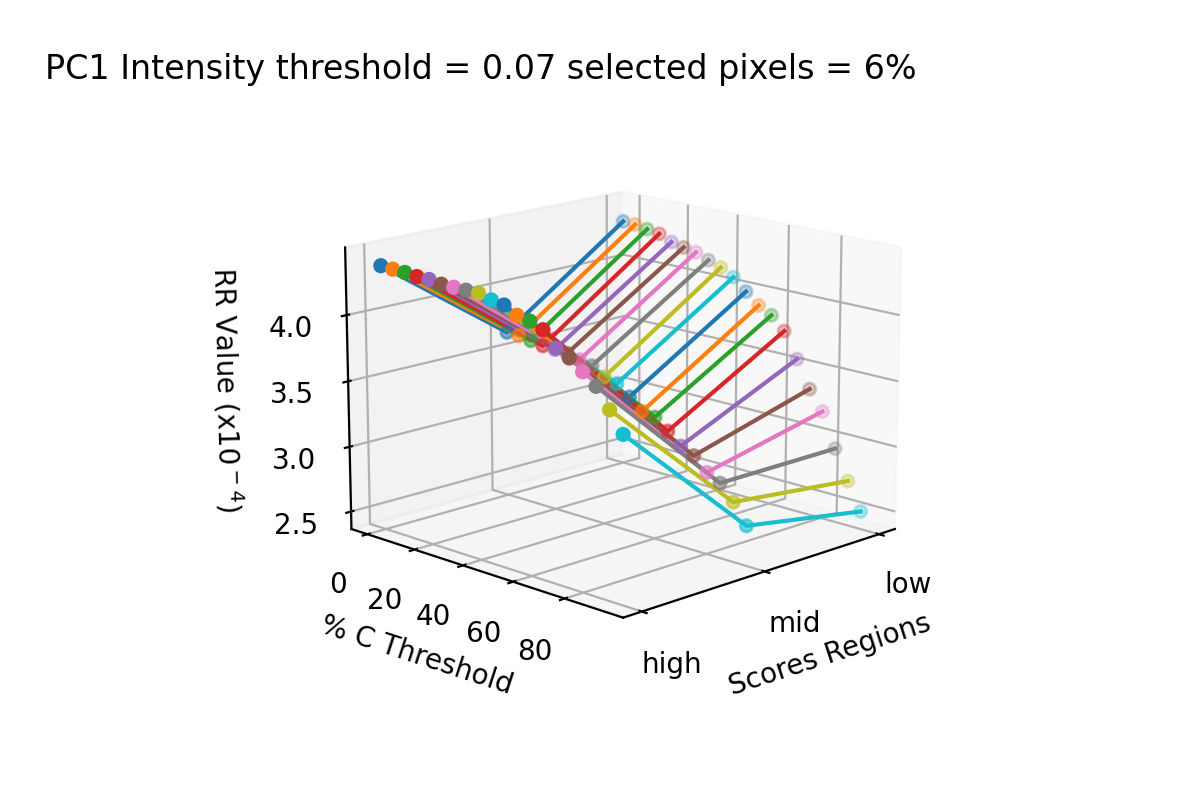 PC1 Intensity threshold = 0.07 selected pixels = 6%
RR Value (x10⁻⁴)
4.0
3.5
3.0
2.5
0
20
40
60
80
% C Threshold
high
mid
low
Scores Regions